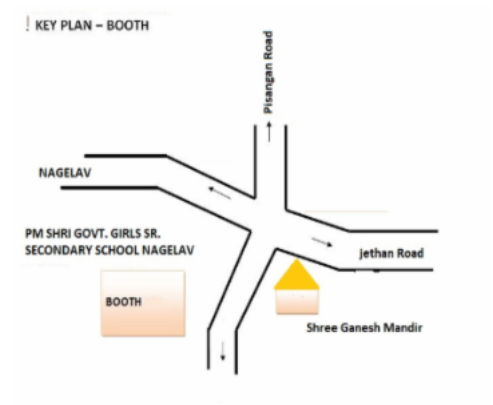 ! KEY PLAN – BOOTH
Pisangan Road
NAGELAV
PM SHRI GOVT. GIRLS SR.
SECONDARY SCHOOL NAGELAV
jethan Road
BOOTH
Shree Ganesh Mandir